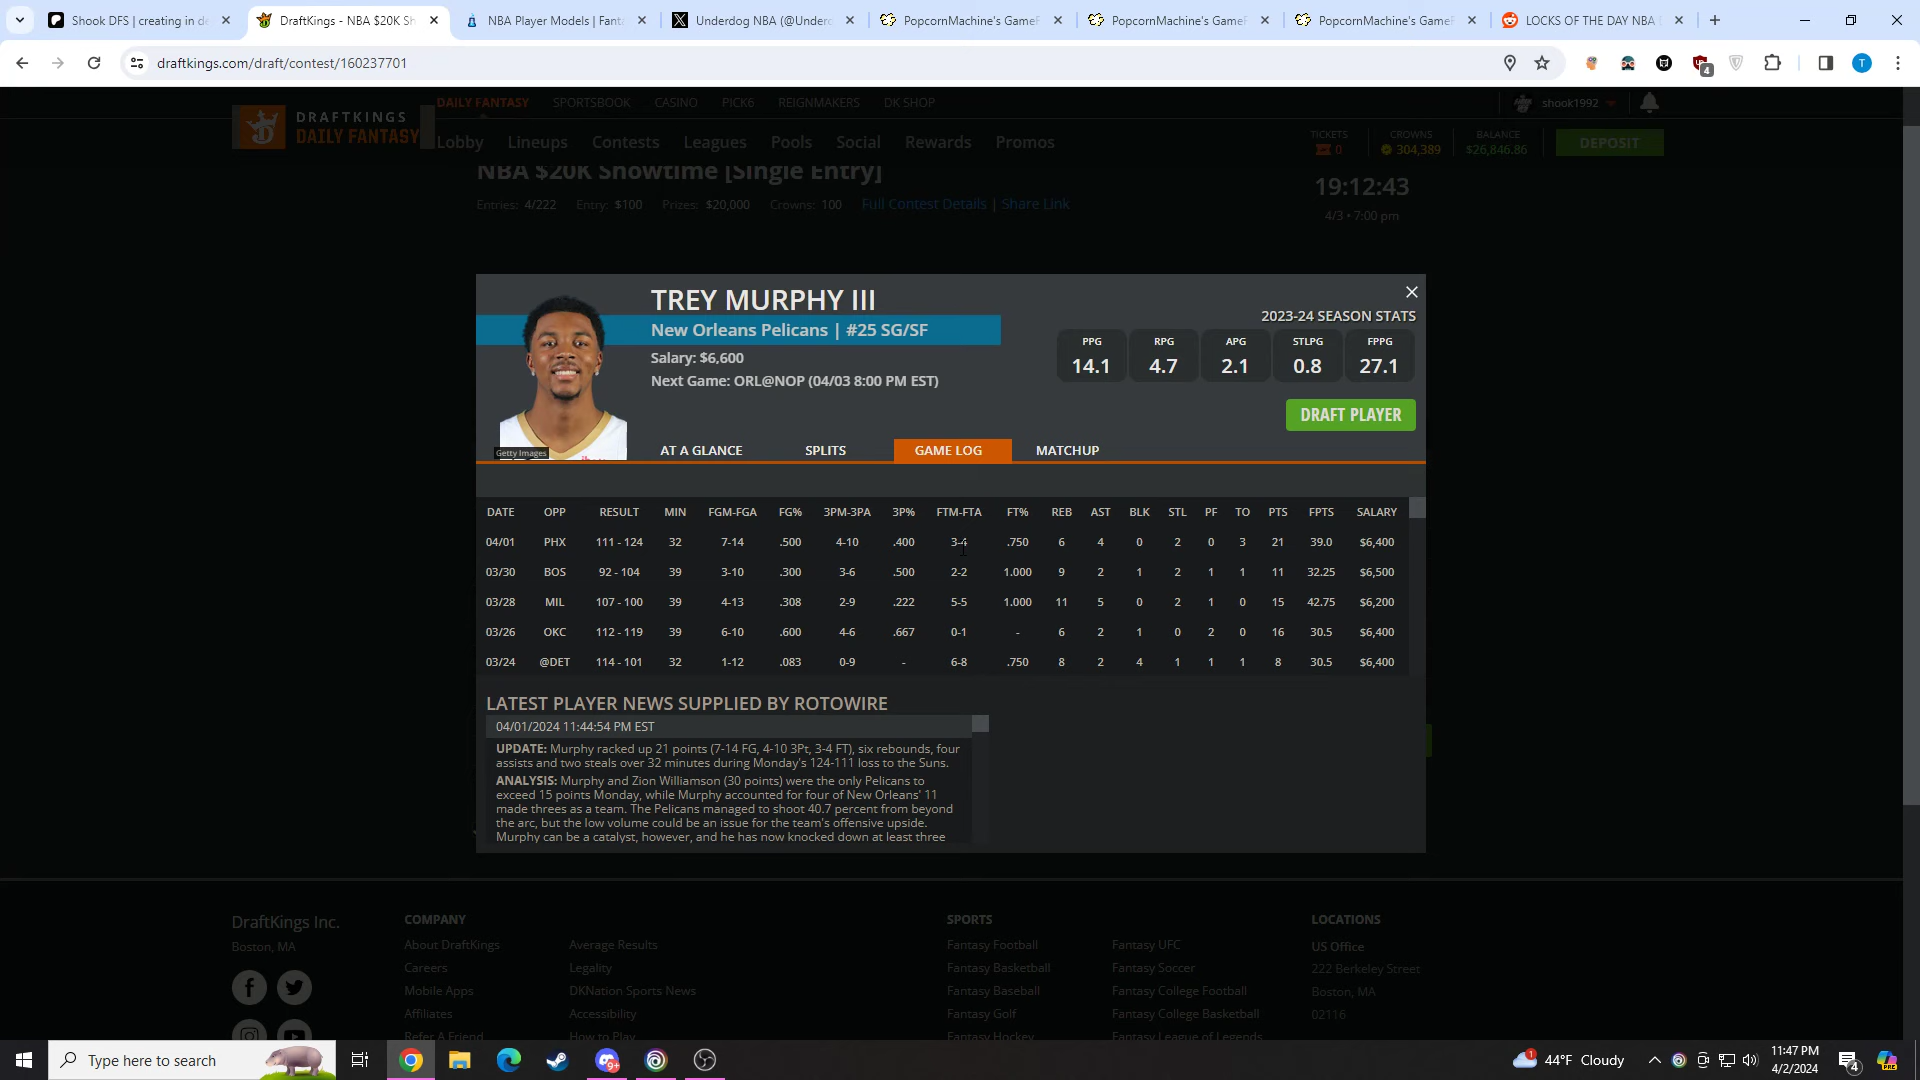 Shook DFS | creating in de
DraftKings - NBA $20K Sh
NBA Player Models | Fanta
Underdog NBA (@Underd
PopcornMachine's GameF
PopcornMachine's GameF
PopcornMachine's GameF
LOCKS OF THE DAY NBA
draftkings.com/draft/contest/160237701
4
T
DRAFTKINGS
DAILY FANTASY
DAILY FANTASY SPORTSBOOK CASINO PICK6 REIGNMAKERS DK SHOP
shook1992
Lobby Lineups Contests Leagues Pools Social Rewards Promos
TICKETS
0
CROWNS
304,389
BALANCE
$26,846.86
DEPOSIT
NBA $20K Showtime [Single Entry]
Entries: 4/222 Entry: $100 Prizes: $20,000 Crowns: 100 Full Contest Details | Share Link
19:12:43
4/3 • 7:00 pm
TREY MURPHY III
New Orleans Pelicans | #25 SG/SF
Salary: $6,600
Next Game: ORL@NOP (04/03 8:00 PM EST)
Getty Images
2023-24 SEASON STATS
PPG RPG APG STLPG FPPG
14.1 4.7 2.1 0.8 27.1
DRAFT PLAYER
AT A GLANCE SPLITS GAME LOG MATCHUP
DATE OPP RESULT MIN FGM-FGA FG% 3PM-3PA 3P% FTM-FTA FT% REB AST BLK STL PF TO PTS FPTS SALARY
04/01 PHX 111 - 124 32 7-14 .500 4-10 .400 3-4 .750 6 4 0 2 0 3 21 39.0 $6,400
03/30 BOS 92 - 104 39 3-10 .300 3-6 .500 2-2 1.000 9 2 1 2 1 1 11 32.25 $6,500
03/28 MIL 107 - 100 39 4-13 .308 2-9 .222 5-5 1.000 11 5 0 2 1 0 15 42.75 $6,200
03/26 OKC 112 - 119 39 6-10 .600 4-6 .667 0-1 - 6 2 1 0 2 0 16 30.5 $6,400
03/24 @DET 114 - 101 32 1-12 .083 0-9 - 6-8 .750 8 2 4 1 1 1 8 30.5 $6,400
LATEST PLAYER NEWS SUPPLIED BY ROTOWIRE
04/01/2024 11:44:54 PM EST
UPDATE: Murphy racked up 21 points (7-14 FG, 4-10 3Pt, 3-4 FT), six rebounds, four
assists and two steals over 32 minutes during Monday's 124-111 loss to the Suns.
ANALYSIS: Murphy and Zion Williamson (30 points) were the only Pelicans to
exceed 15 points Monday, while Murphy accounted for four of New Orleans' 11
made threes as a team. The Pelicans managed to shoot 40.7 percent from beyond
the arc, but the low volume could be an issue for the team's offensive upside.
Murphy can be a catalyst, however, and he has now knocked down at least three
DraftKings Inc.
Boston, MA
COMPANY
About DraftKings
Careers
Mobile Apps
Affiliates
Refer A Friend
Average Results
Legality
DKNation Sports News
Accessibility
How to Play
SPORTS
Fantasy Football
Fantasy Basketball
Fantasy Baseball
Fantasy Golf
Fantasy Hockey
Fantasy UFC
Fantasy Soccer
Fantasy College Football
Fantasy College Basketball
Fantasy League of Legends
LOCATIONS
US Office
222 Berkeley Street
Boston, MA
02116
Type here to search
9+
1
44°F Cloudy
11:47 PM
4/2/2024
4
PRE